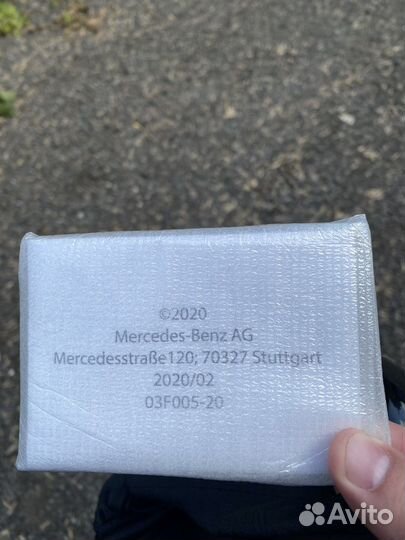 ©2020
Mercedes-Benz AG
Mercedesstraße120; 70327 Stuttgart
2020/02
03F005-20
Avito